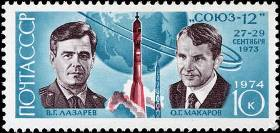 ПОЧТА СССР
"СОЮЗ-12"
27-29
СЕНТЯБРЯ
1973
1974
10 К
В.Г. ЛАЗАРЕВ
О.Г. МАКАРОВ